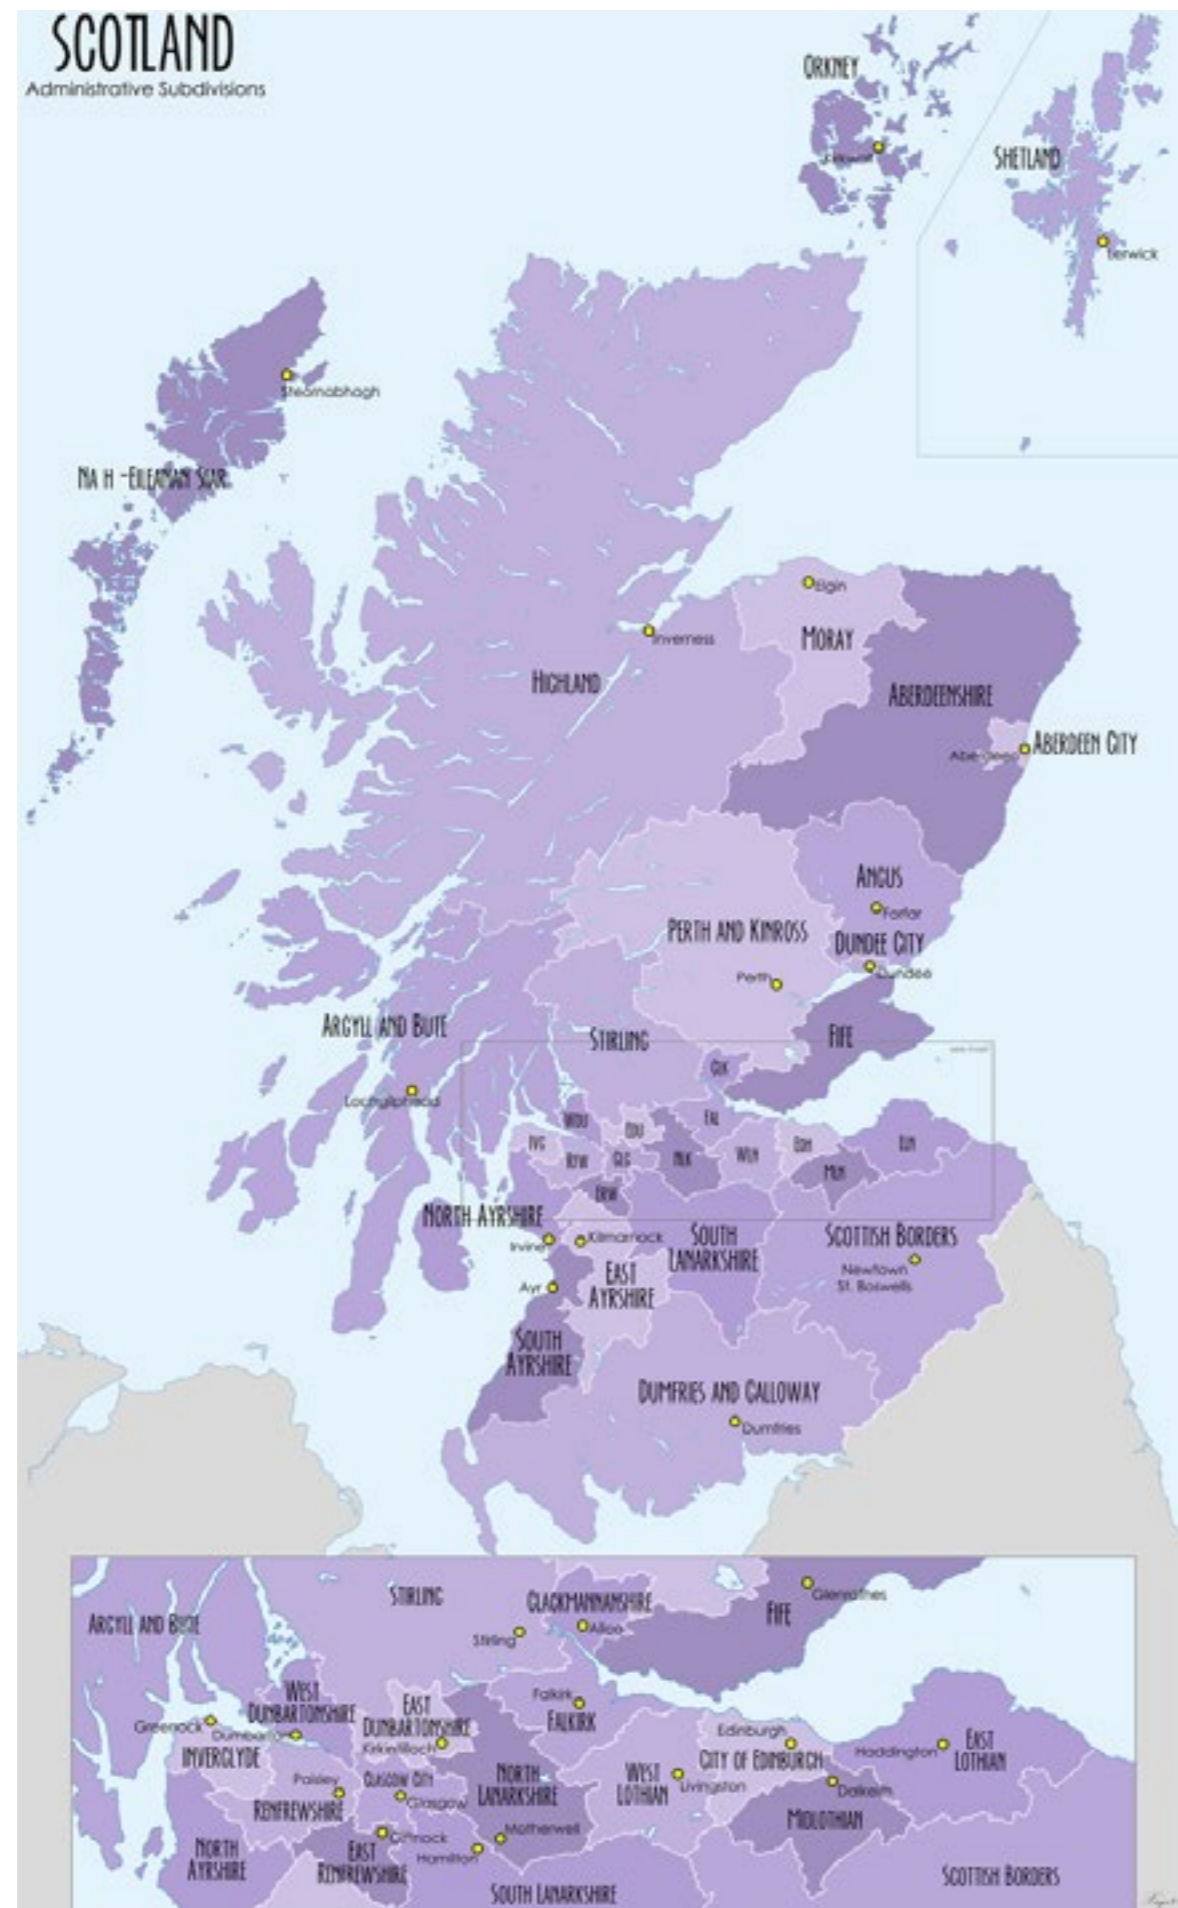 SCOTLAND
Administrative Subdivisions
ORKNEY
Kirkwall
SHETLAND
Lerwick
Steornabhagh
NA H -EILEANAN SIAR
Elgin
MORAY
Inverness
HIGHLAND
ABERDEENSHIRE
Aberdeen
ABERDEEN CITY
ANGUS
Forfar
PERTH AND KINROSS
DUNDEE CITY
Dundee
Perth
ARGYLL AND BUTE
STIRLING
FIFE
CLK
Lochgilphead
WDU
EDU
FAL
IVC
RFW
GLG
NLK
WLN
EDH
MLN
ELN
ERW
NORTH AYRSHIRE
Irvine
Kilmarnock
SOUTH
LANARKSHIRE
SCOTTISH BORDERS
Newtown
St. Boswells
EAST
AYRSHIRE
Ayr
SOUTH
AYRSHIRE
DUMFRIES AND GALLOWAY
Dumfries
STIRLING
CLACKMANNANSHIRE
Glenrothes
FIFE
ARGYLL AND BUTE
Stirling
Alloa
WEST
DUNBARTONSHIRE
EAST
DUNBARTONSHIRE
Falkirk
FALKIRK
Greenock
Dumbarton
Kirkintilloch
Edinburgh
CITY OF EDINBURGH
Haddington
EAST
LOTHIAN
INVERCLYDE
Paisley
GLASGOW CITY
Glasgow
NORTH
LANARKSHIRE
WEST
LOTHIAN
Livingston
Dalkeith
RENFREWSHIRE
MIDLOTHIAN
Giffnock
Motherwell
Hamilton
NORTH
AYRSHIRE
EAST
RENFREWSHIRE
SOUTH LANARKSHIRE
SCOTTISH BORDERS